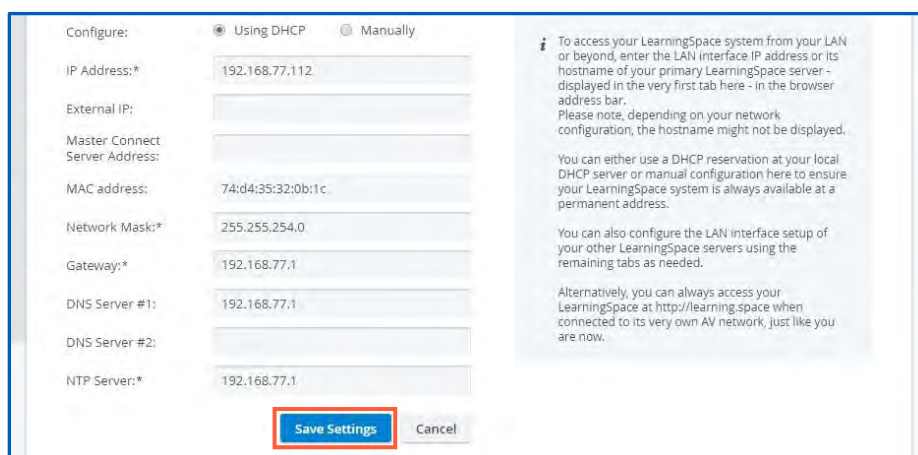 Configure: Using DHCP Manually
IP Address:* 192.168.77.112
External IP:
Master Connect
Server Address:
MAC address: 74:d4:35:32:0b:1c
Network Mask:* 255.255.254.0
Gateway:* 192.168.77.1
DNS Server #1: 192.168.77.1
DNS Server #2:
NTP Server:* 192.168.77.1
Save Settings Cancel
i To access your LearningSpace system from your LAN
or beyond, enter the LAN interface IP address or its
hostname of your primary LearningSpace server -
displayed in the very first tab here - in the browser
address bar.
Please note, depending on your network
configuration, the hostname might not be displayed.
You can either use a DHCP reservation at your local
DHCP server or manual configuration here to ensure
your LearningSpace system is always available at a
permanent address.
You can also configure the LAN interface setup of
your other LearningSpace servers using the
remaining tabs as needed.
Alternatively, you can always access your
LearningSpace at http://learning.space when
connected to its very own AV network, just like you
are now.